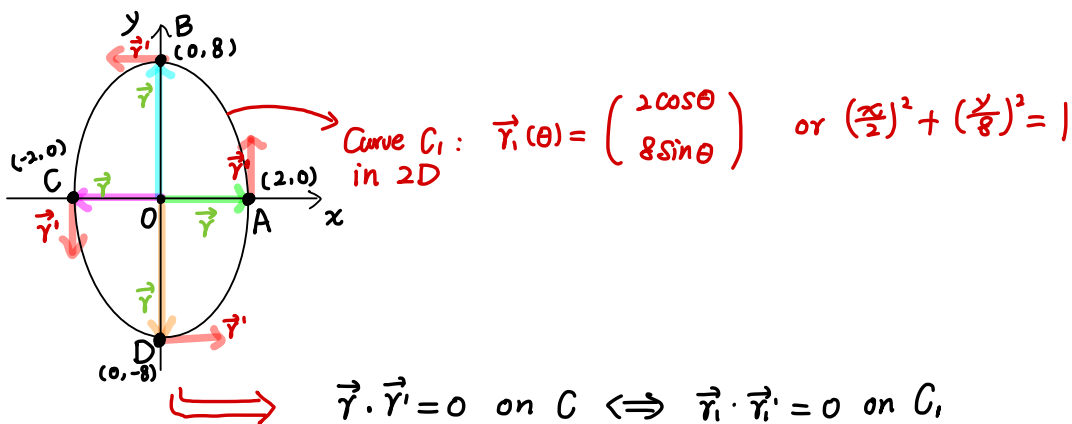 y B
(0,8)
r⃗'
r⃗
Curve C₁: r⃗₁(θ) = (2cosθ
8sinθ) or (x/2)² + (y/8)² = 1
in 2D
(-2,0)
C
r⃗
r⃗'
(2,0)
r⃗'
O
r⃗
A
x
r⃗
D
r⃗'
(0,-8)
r⃗ . r⃗' = 0 on C ⟺ r⃗₁ · r⃗₁' = 0 on C₁